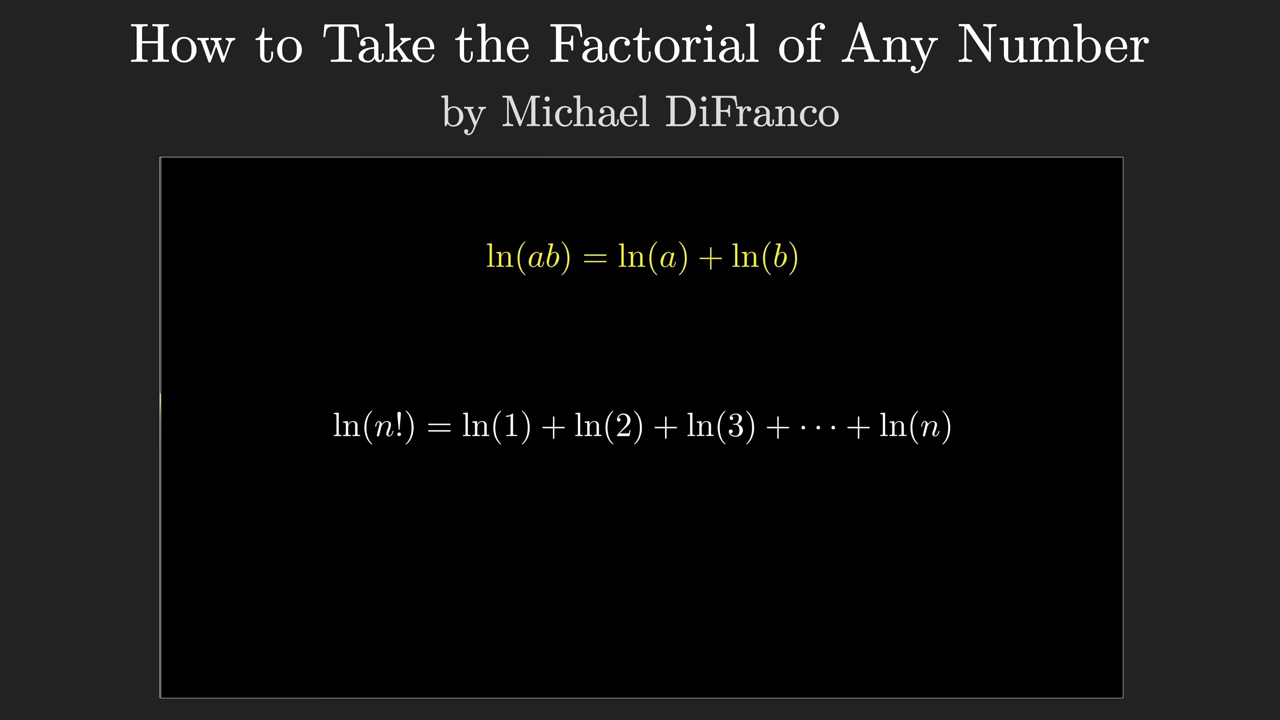 How to Take the Factorial of Any Number
by Michael DiFranco
ln(ab) = ln(a) + ln(b)
ln(n!) = ln(1) + ln(2) + ln(3) + ··· + ln(n)